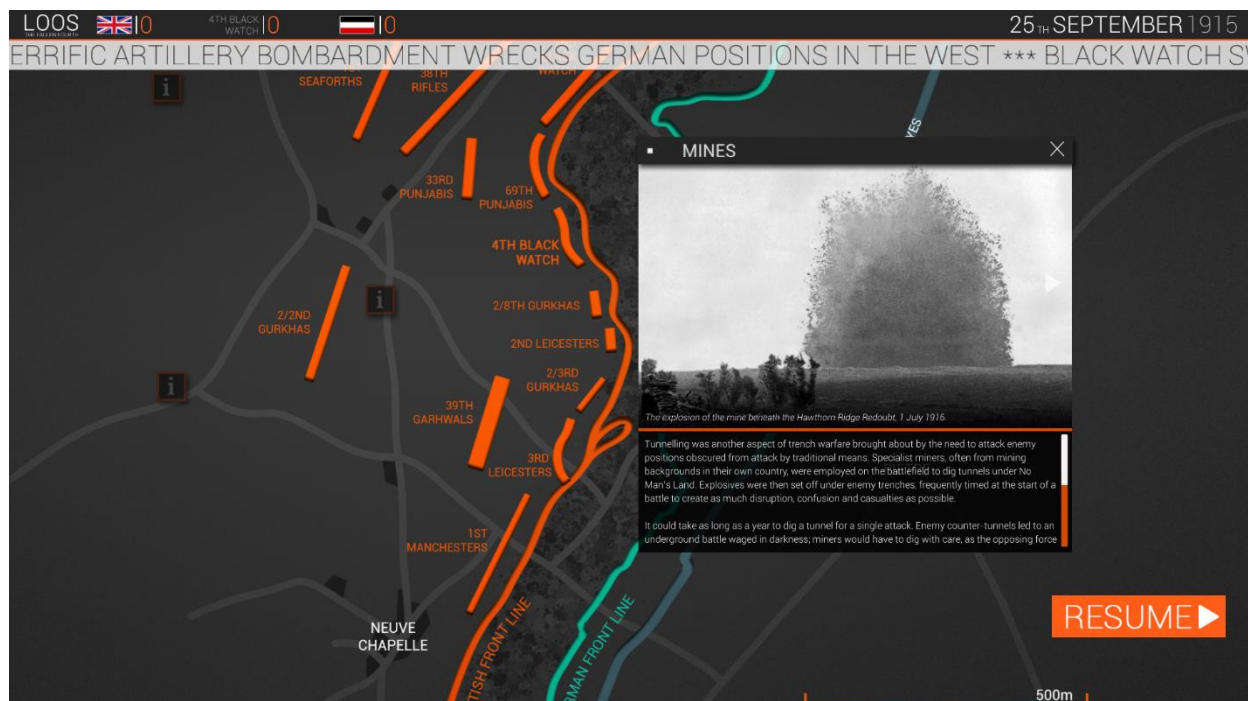 LOOS
THE FALLEN FOURTH
0
4TH BLACK
WATCH
0
0
25TH SEPTEMBER 1915
ERRIFIC ARTILLERY BOMBARDMENT WRECKS GERMAN POSITIONS IN THE WEST *** BLACK WATCH
SEAFORTHS
38TH
RIFLES
WATCH
33RD
PUNJABIS
69TH
PUNJABIS
4TH BLACK
WATCH
2/8TH GURKHAS
2/2ND
GURKHAS
2ND LEICESTERS
2/3RD
GURKHAS
39TH
GARHWALS
3RD
LEICESTERS
1ST
MANCHESTERS
NEUVE
CHAPELLE
TISH FRONT LINE
RMAN FRONT LINE
YES
MINES
The explosion of the mine beneath the Hawthorn Ridge Redoubt, 1 July 1916.
Tunnelling was another aspect of trench warfare brought about by the need to attack enemy
positions obscured from attack by traditional means. Specialist miners, often from mining
backgrounds in their own country, were employed on the battlefield to dig tunnels under No
Man's Land. Explosives were then set off under enemy trenches, frequently timed at the start of a
battle to create as much disruption, confusion and casualties as possible.
It could take as long as a year to dig a tunnel for a single attack. Enemy counter-tunnels led to an
underground battle waged in darkness; miners would have to dig with care, as the opposing force
RESUME
500m
i
i
i